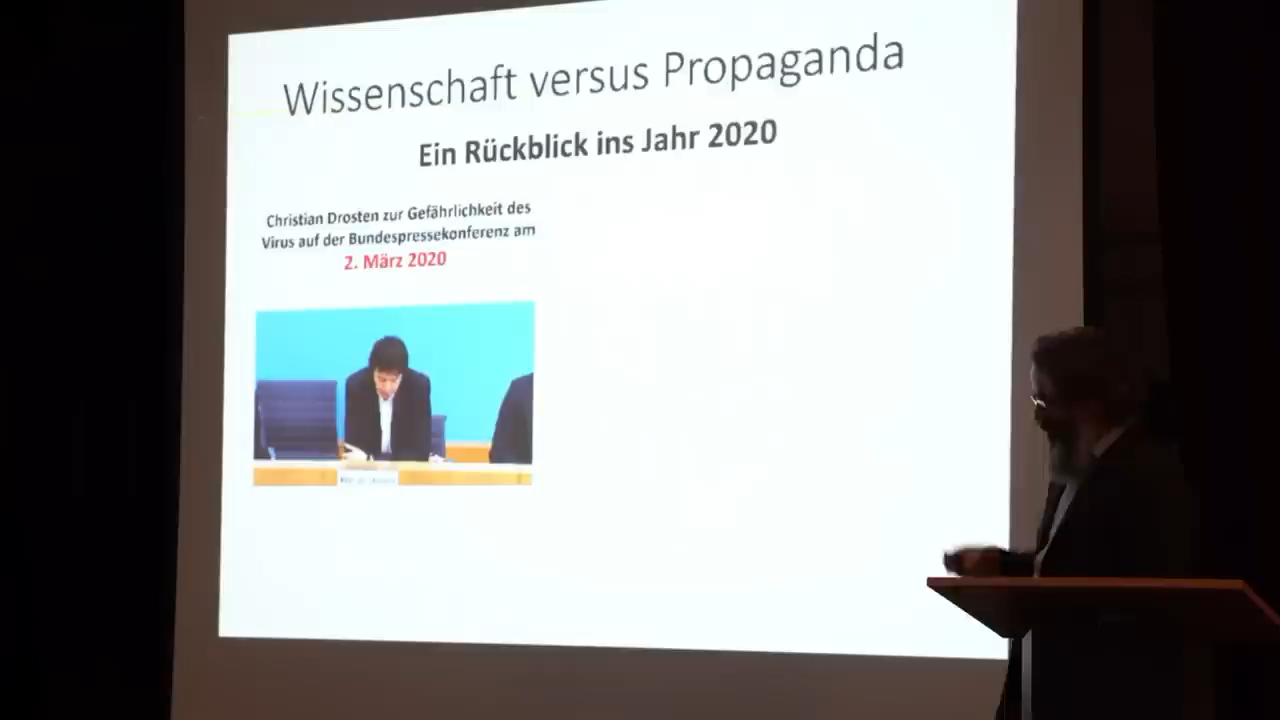 Wissenschaft versus Propaganda
Ein Rückblick ins Jahr 2020
Christian Drosten zur Gefährlichkeit des
Virus auf der Bundespressekonferenz am
2. März 2020